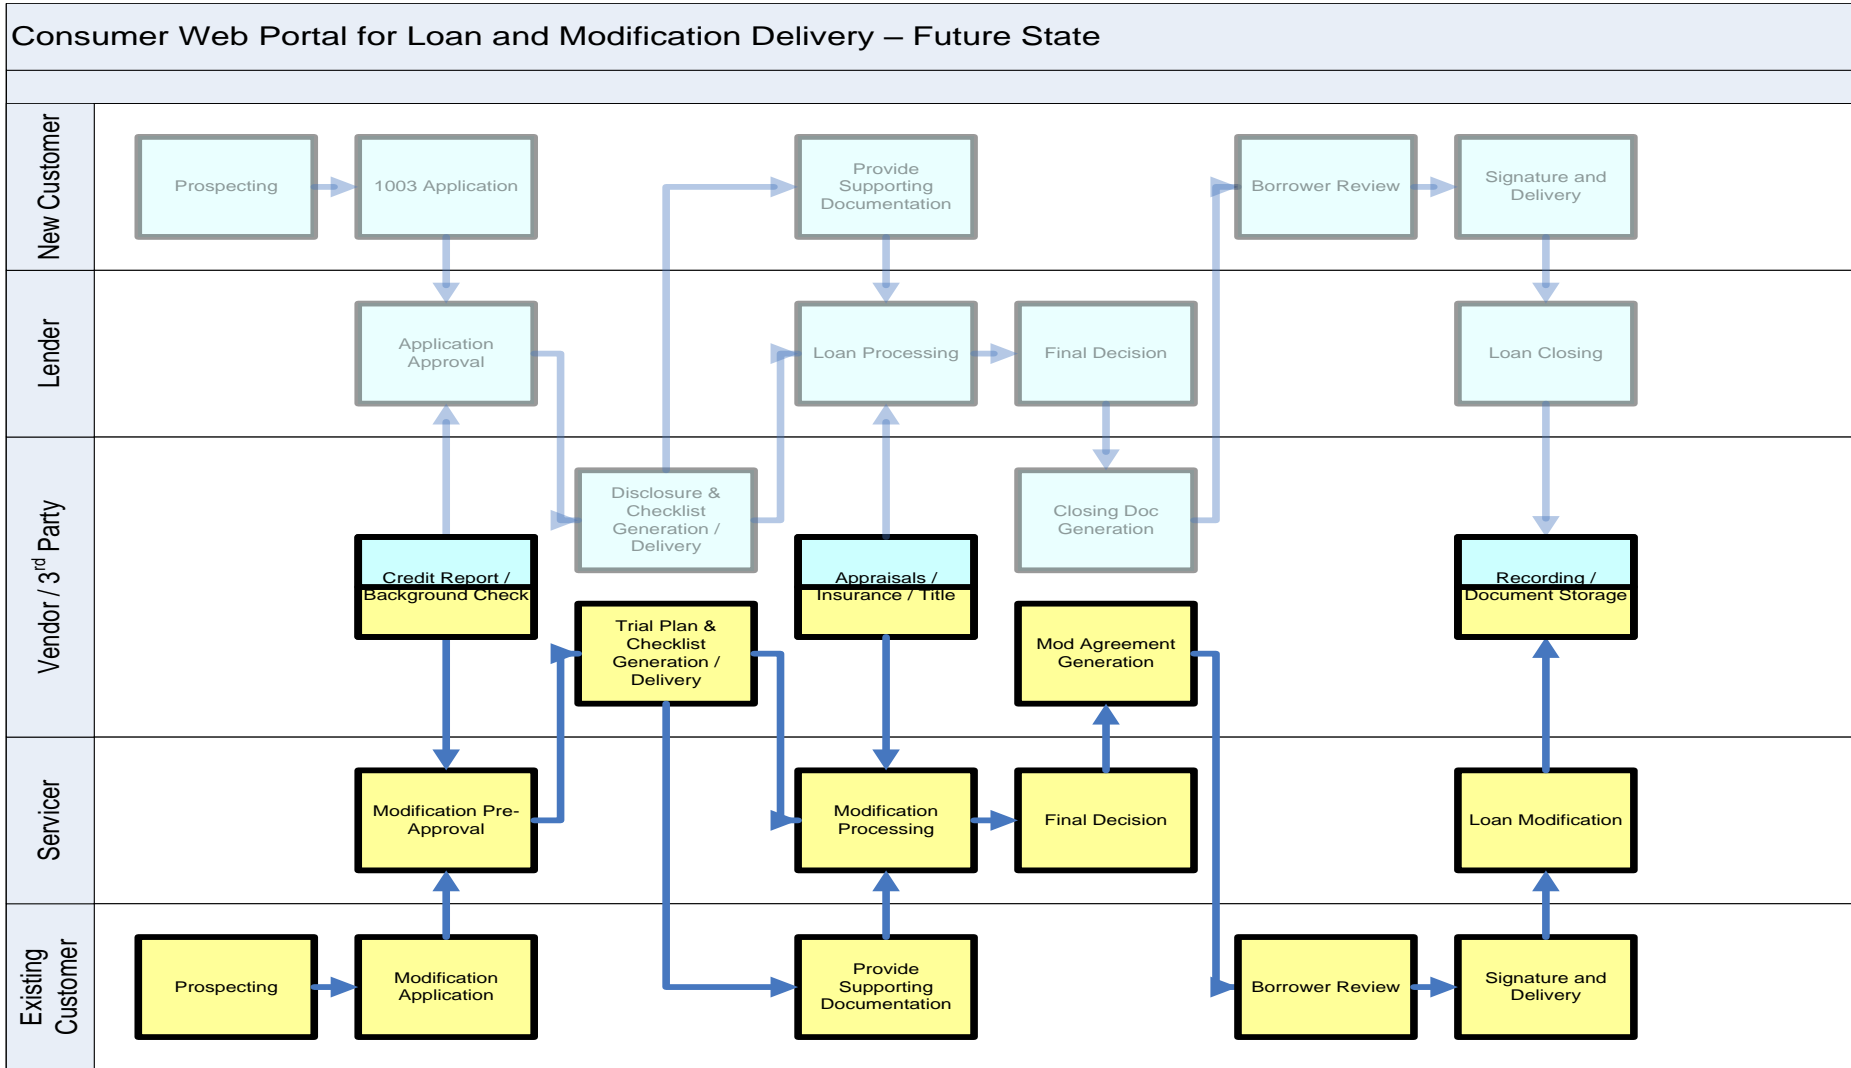 Consumer Web Portal for Loan and Modification Delivery – Future State
New Customer
Prospecting
1003 Application
Provide
Supporting
Documentation
Borrower Review
Signature and
Delivery
Lender
Application
Approval
Loan Processing
Final Decision
Loan Closing
Vendor / 3rd Party
Disclosure &
Checklist
Generation /
Delivery
Closing Doc
Generation
Credit Report /
Background Check
Appraisals /
Insurance / Title
Recording /
Document Storage
Trial Plan &
Checklist
Generation /
Delivery
Mod Agreement
Generation
Servicer
Modification Pre-
Approval
Modification
Processing
Final Decision
Loan Modification
Existing
Customer
Prospecting
Modification
Application
Provide
Supporting
Documentation
Borrower Review
Signature and
Delivery